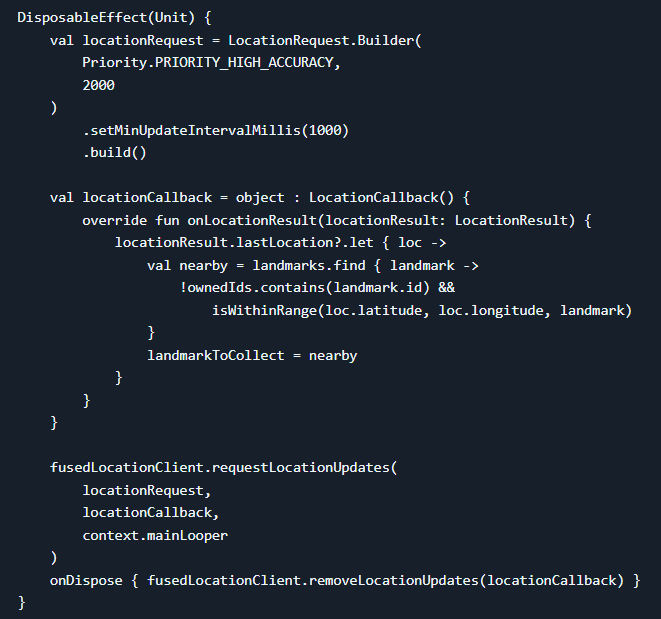 DisposableEffect(Unit) {
    val locationRequest = LocationRequest.Builder(
        Priority.PRIORITY_HIGH_ACCURACY,
        2000
    )
        .setMinUpdateIntervalMillis(1000)
        .build()

    val locationCallback = object : LocationCallback() {
        override fun onLocationResult(locationResult: LocationResult) {
            locationResult.lastLocation?.let { loc ->
                val nearby = landmarks.find { landmark ->
                    !ownedIds.contains(landmark.id) &&
                        isWithinRange(loc.latitude, loc.longitude, landmark)
                }
                landmarkToCollect = nearby
            }
        }
    }

    fusedLocationClient.requestLocationUpdates(
        locationRequest,
        locationCallback,
        context.mainLooper
    )
    onDispose { fusedLocationClient.removeLocationUpdates(locationCallback) }
}